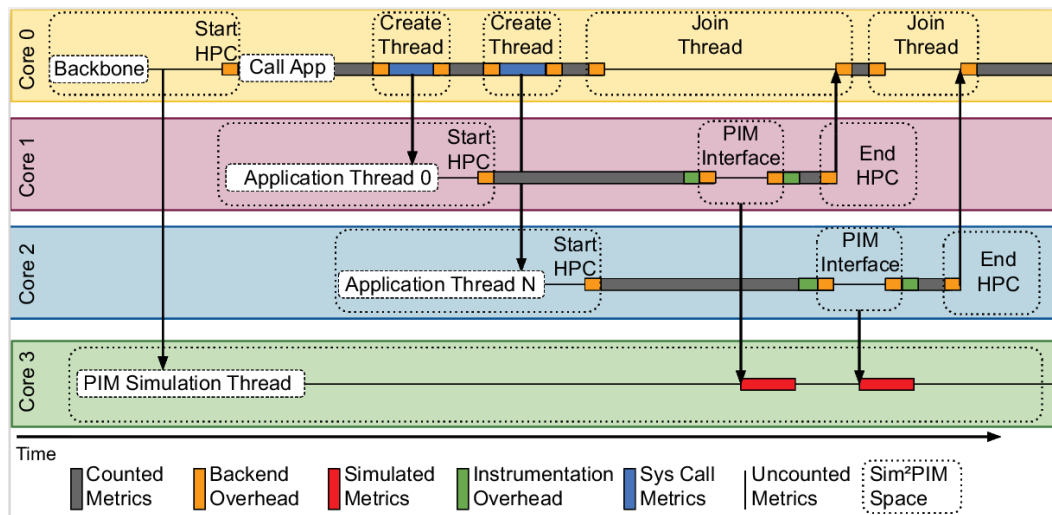 Core 0
Start
HPC
Backbone
Call App
Create
Thread
Create
Thread
Join
Thread
Join
Thread
Core 1
Application Thread 0
Start
HPC
PIM
Interface
End
HPC
Core 2
Application Thread N
Start
HPC
PIM
Interface
End
HPC
Core 3
PIM Simulation Thread
Time
Counted
Metrics
Backend
Overhead
Simulated
Metrics
Instrumentation
Overhead
Sys Call
Metrics
Uncounted
Metrics
Sim²PIM
Space